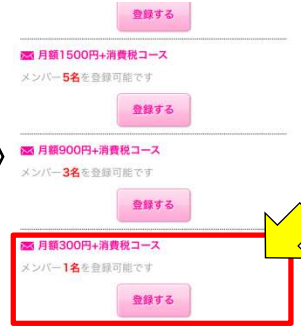 登録する
月額1500円+消費税コース
メンバー5名を登録可能です
登録する
月額900円+消費税コース
メンバー3名を登録可能です
登録する
月額300円+消費税コース
メンバー1名を登録可能です
登録する